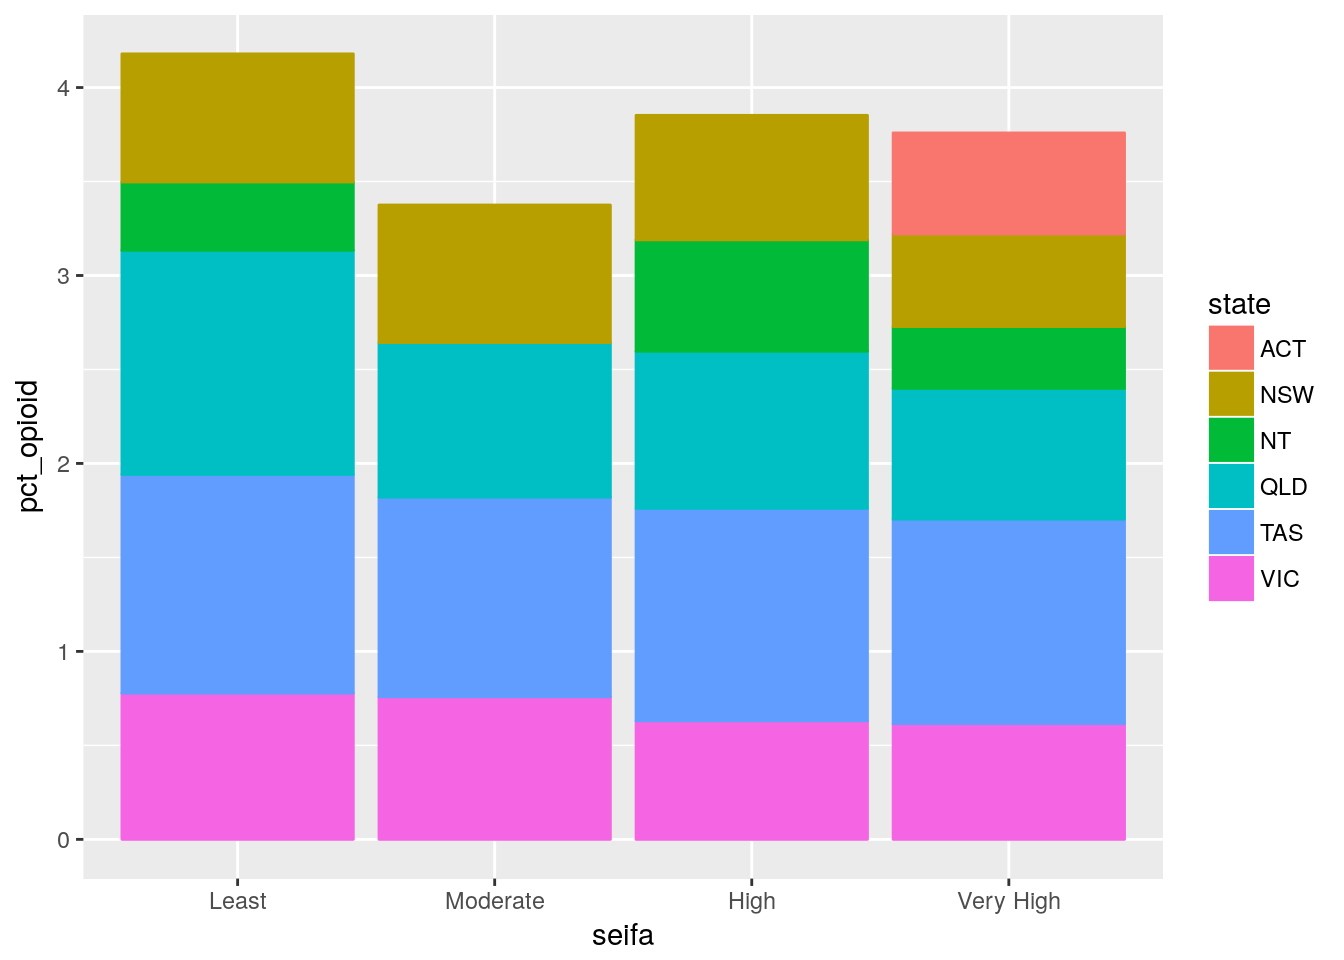 pct_opioid
4
3
2
1
0
Least Moderate High Very High
seifa
state
ACT
NSW
NT
QLD
TAS
VIC